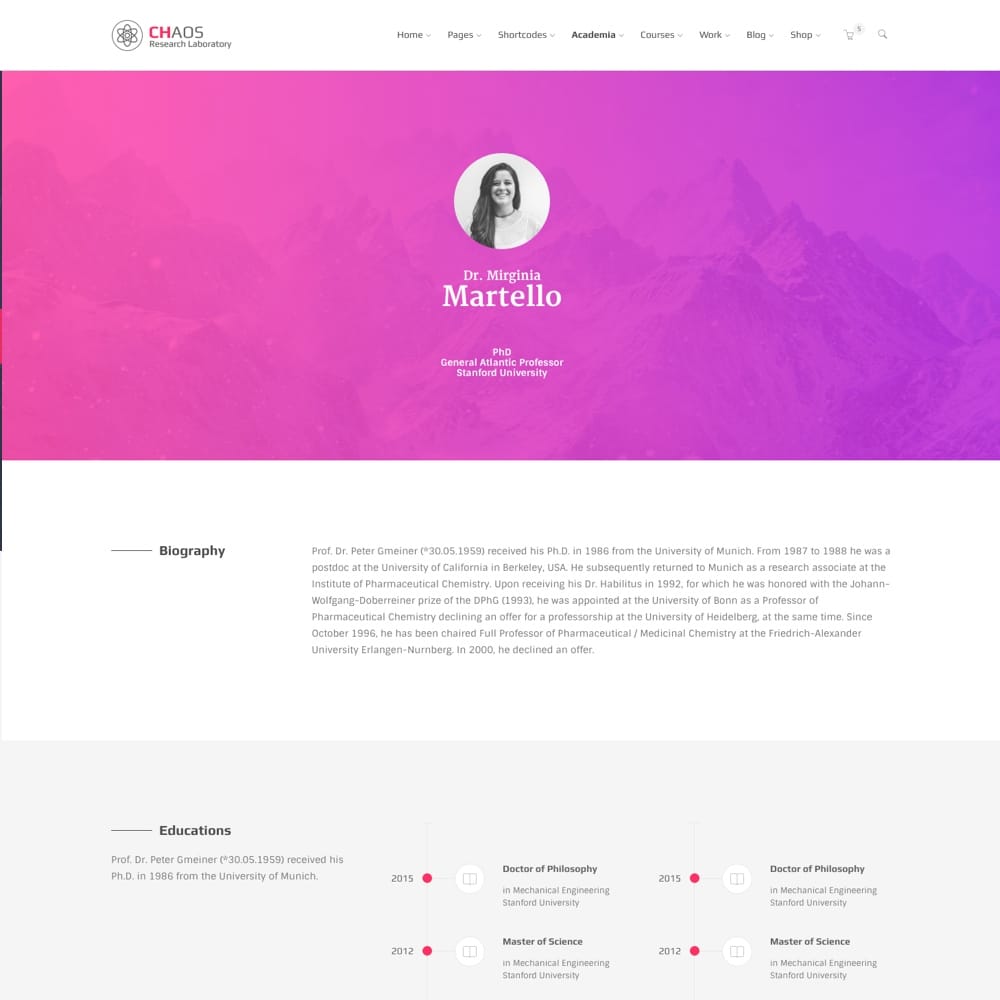 CHAOS
Research Laboratory
Home Pages Shortcodes Academia Courses Work Blog Shop 5
Dr. Mirginia
Martello
PhD
General Atlantic Professor
Stanford University
Biography
Prof. Dr. Peter Gmeiner (*30.05.1959) received his Ph.D. in 1986 from the University of Munich. From 1987 to 1988 he was a
postdoc at the University of California in Berkeley, USA. He subsequently returned to Munich as a research associate at the
Institute of Pharmaceutical Chemistry. Upon receiving his Dr. Habilitus in 1992, for which he was honored with the Johann-
Wolfgang-Doberreiner prize of the DPhG (1993), he was appointed at the University of Bonn as a Professor of
Pharmaceutical Chemistry declining an offer for a professorship at the University of Heidelberg, at the same time. Since
October 1996, he has been chaired Full Professor of Pharmaceutical / Medicinal Chemistry at the Friedrich-Alexander
University Erlangen-Nurnberg. In 2000, he declined an offer.
Educations
Prof. Dr. Peter Gmeiner (*30.05.1959) received his
Ph.D. in 1986 from the University of Munich.
2015
Doctor of Philosophy
in Mechanical Engineering
Stanford University
2012
Master of Science
in Mechanical Engineering
Stanford University
2015
Doctor of Philosophy
in Mechanical Engineering
Stanford University
2012
Master of Science
in Mechanical Engineering
Stanford University